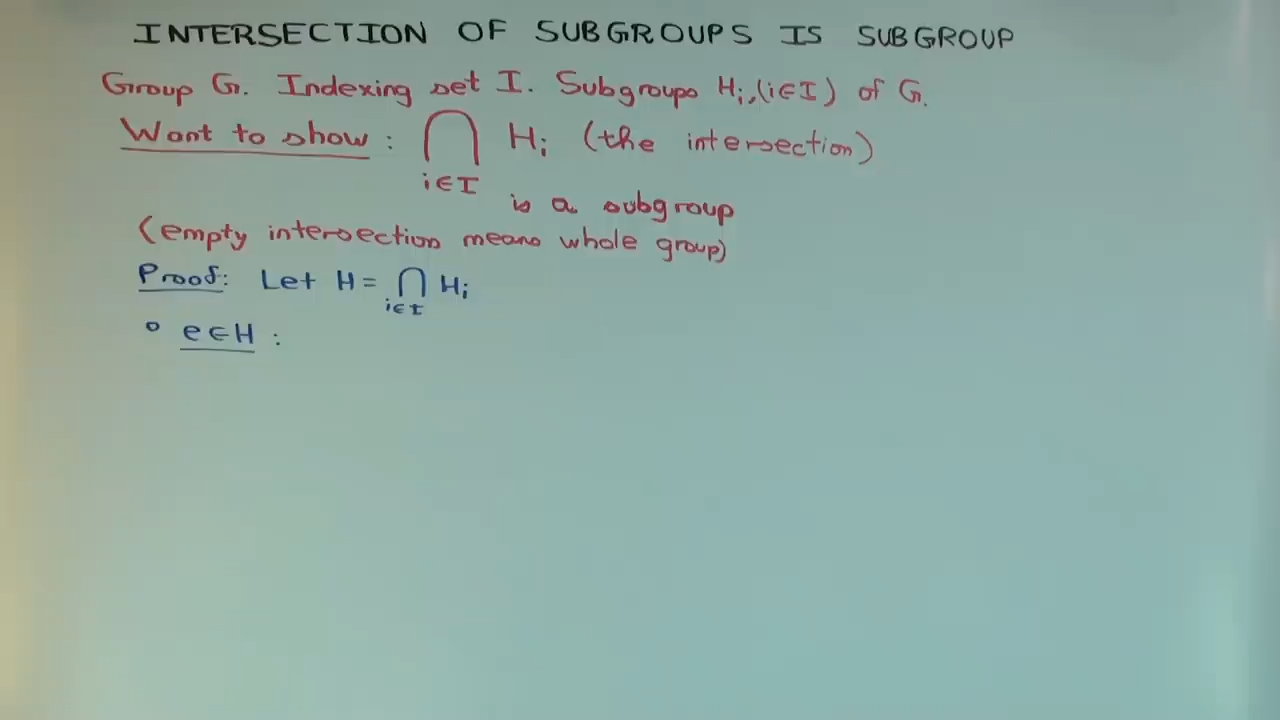 INTERSECTION OF SUBGROUPS IS SUBGROUP
Group G. Indexing set I. Subgroups Hi, (i∈I) of G.
Want to show: ⋂ Hi (the intersection)
i∈I
is a subgroup
(empty intersection means whole group)
Proof: Let H = ⋂ Hi
i∈I
∘ e∈H :